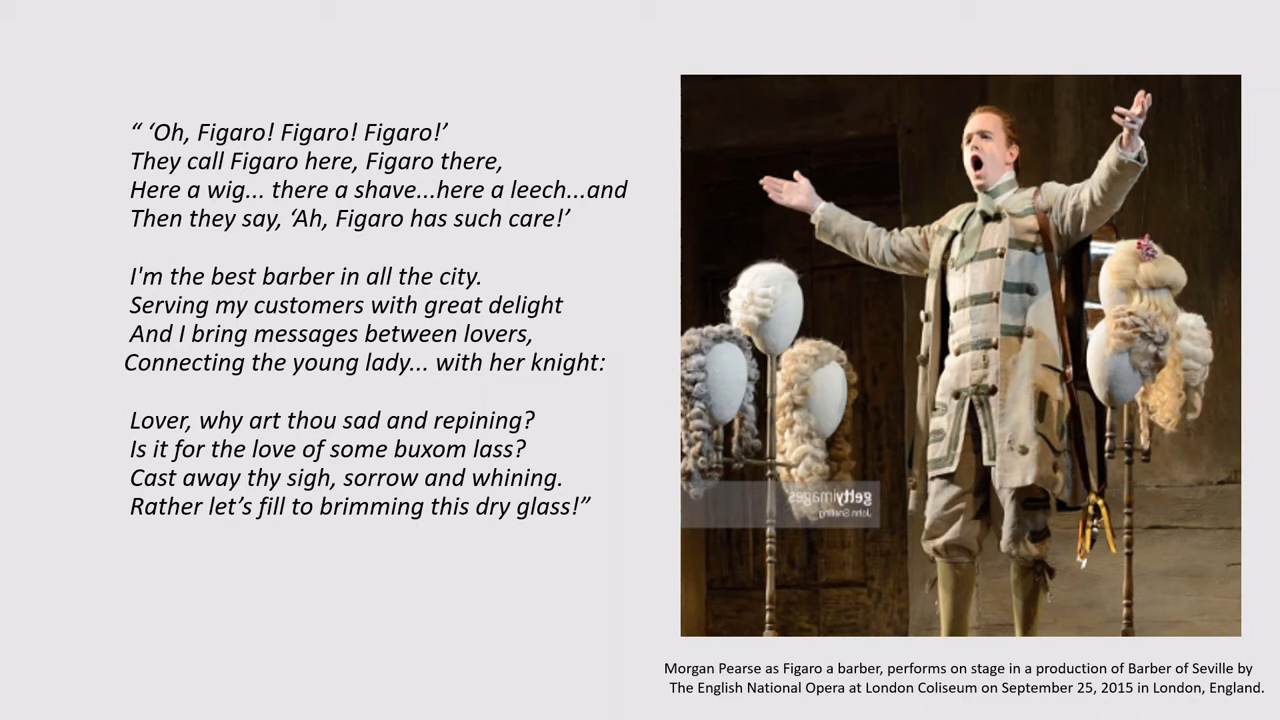 “ ‘Oh, Figaro! Figaro! Figaro!’
They call Figaro here, Figaro there,
Here a wig... there a shave...here a leech...and
Then they say, ‘Ah, Figaro has such care!’
I'm the best barber in all the city.
Serving my customers with great delight
And I bring messages between lovers,
Connecting the young lady... with her knight:
Lover, why art thou sad and repining?
Is it for the love of some buxom lass?
Cast away thy sigh, sorrow and whining.
Rather let’s fill to brimming this dry glass!”
gettyimages
John Snelling
Morgan Pearse as Figaro a barber, performs on stage in a production of Barber of Seville by
The English National Opera at London Coliseum on September 25, 2015 in London, England.